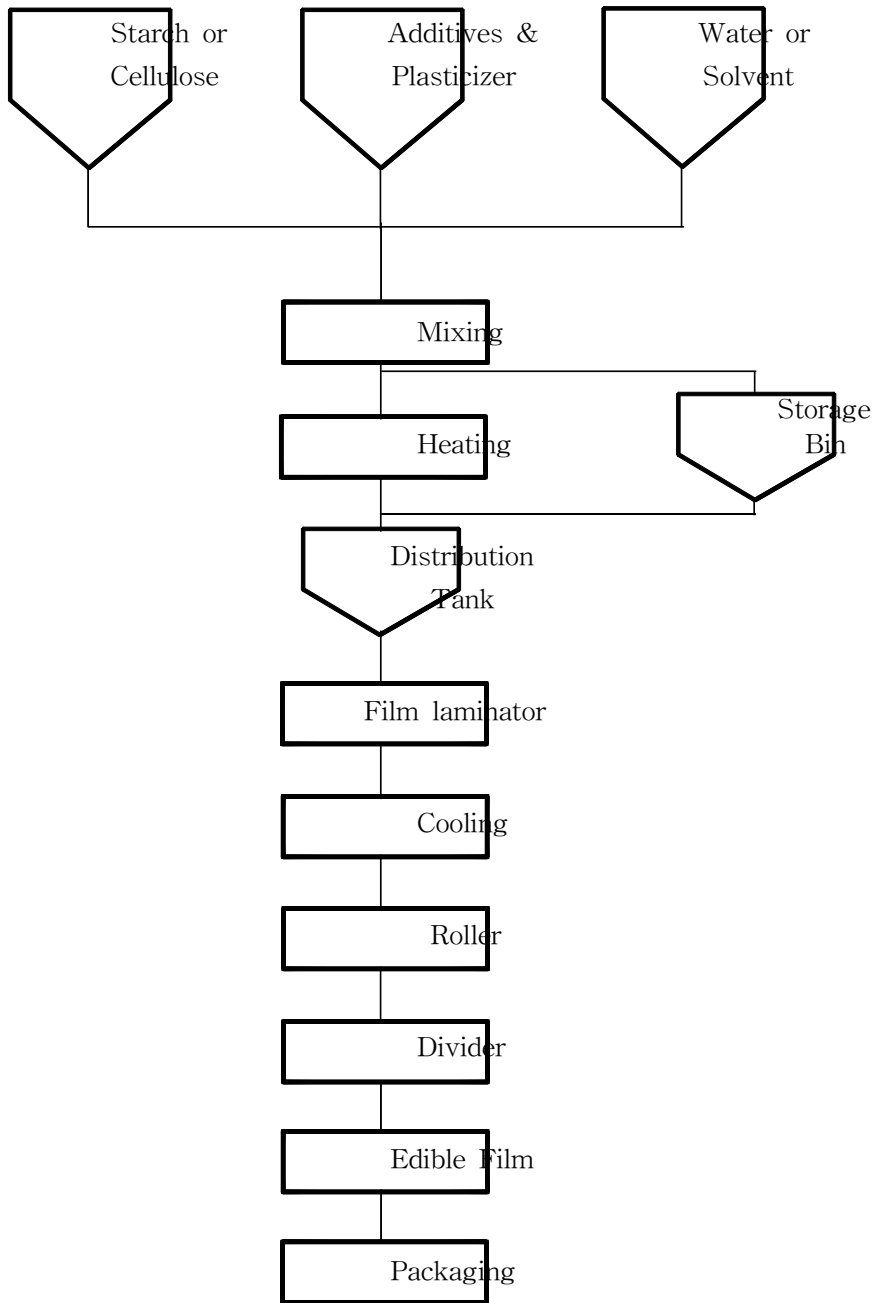 Starch or
Cellulose
Additives &
Plasticizer
Water or
Solvent
Mixing
Heating
Storage
Bin
Distribution
Tank
Film laminator
Cooling
Roller
Divider
Edible Film
Packaging